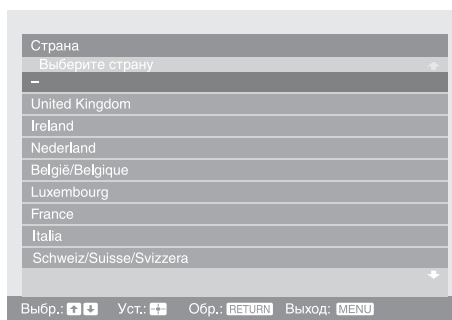 Страна
Выберите страну
–
United Kingdom
Ireland
Nederland
België/Belgique
Luxembourg
France
Italia
Schweiz/Suisse/Svizzera
Выбр.: Уст.: Обр.: RETURN Выход: MENU